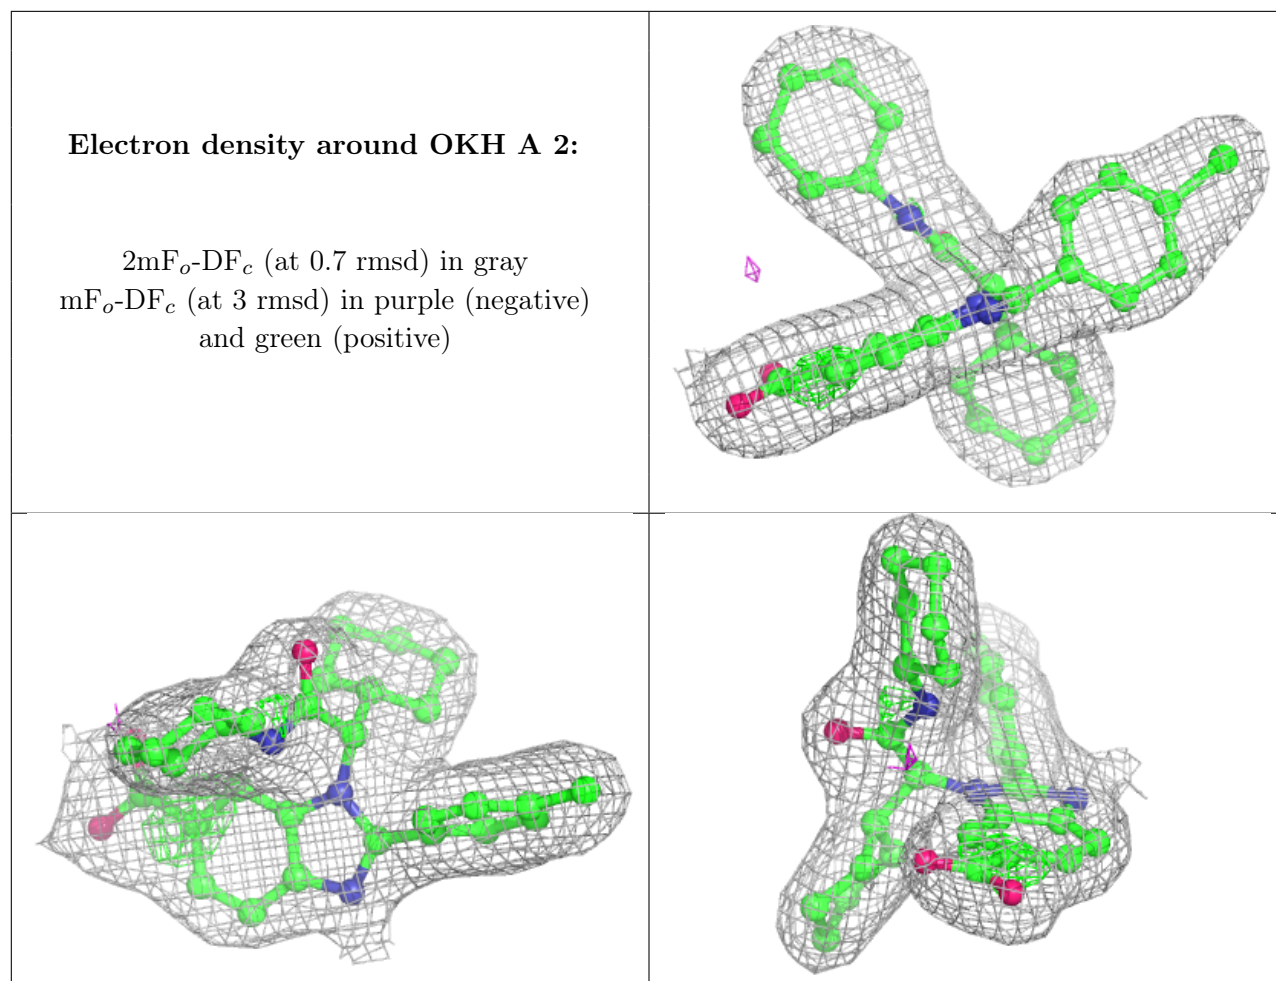 Electron density around OKH A 2:
2mFo-DFc (at 0.7 rmsd) in gray
mFo-DFc (at 3 rmsd) in purple (negative)
and green (positive)